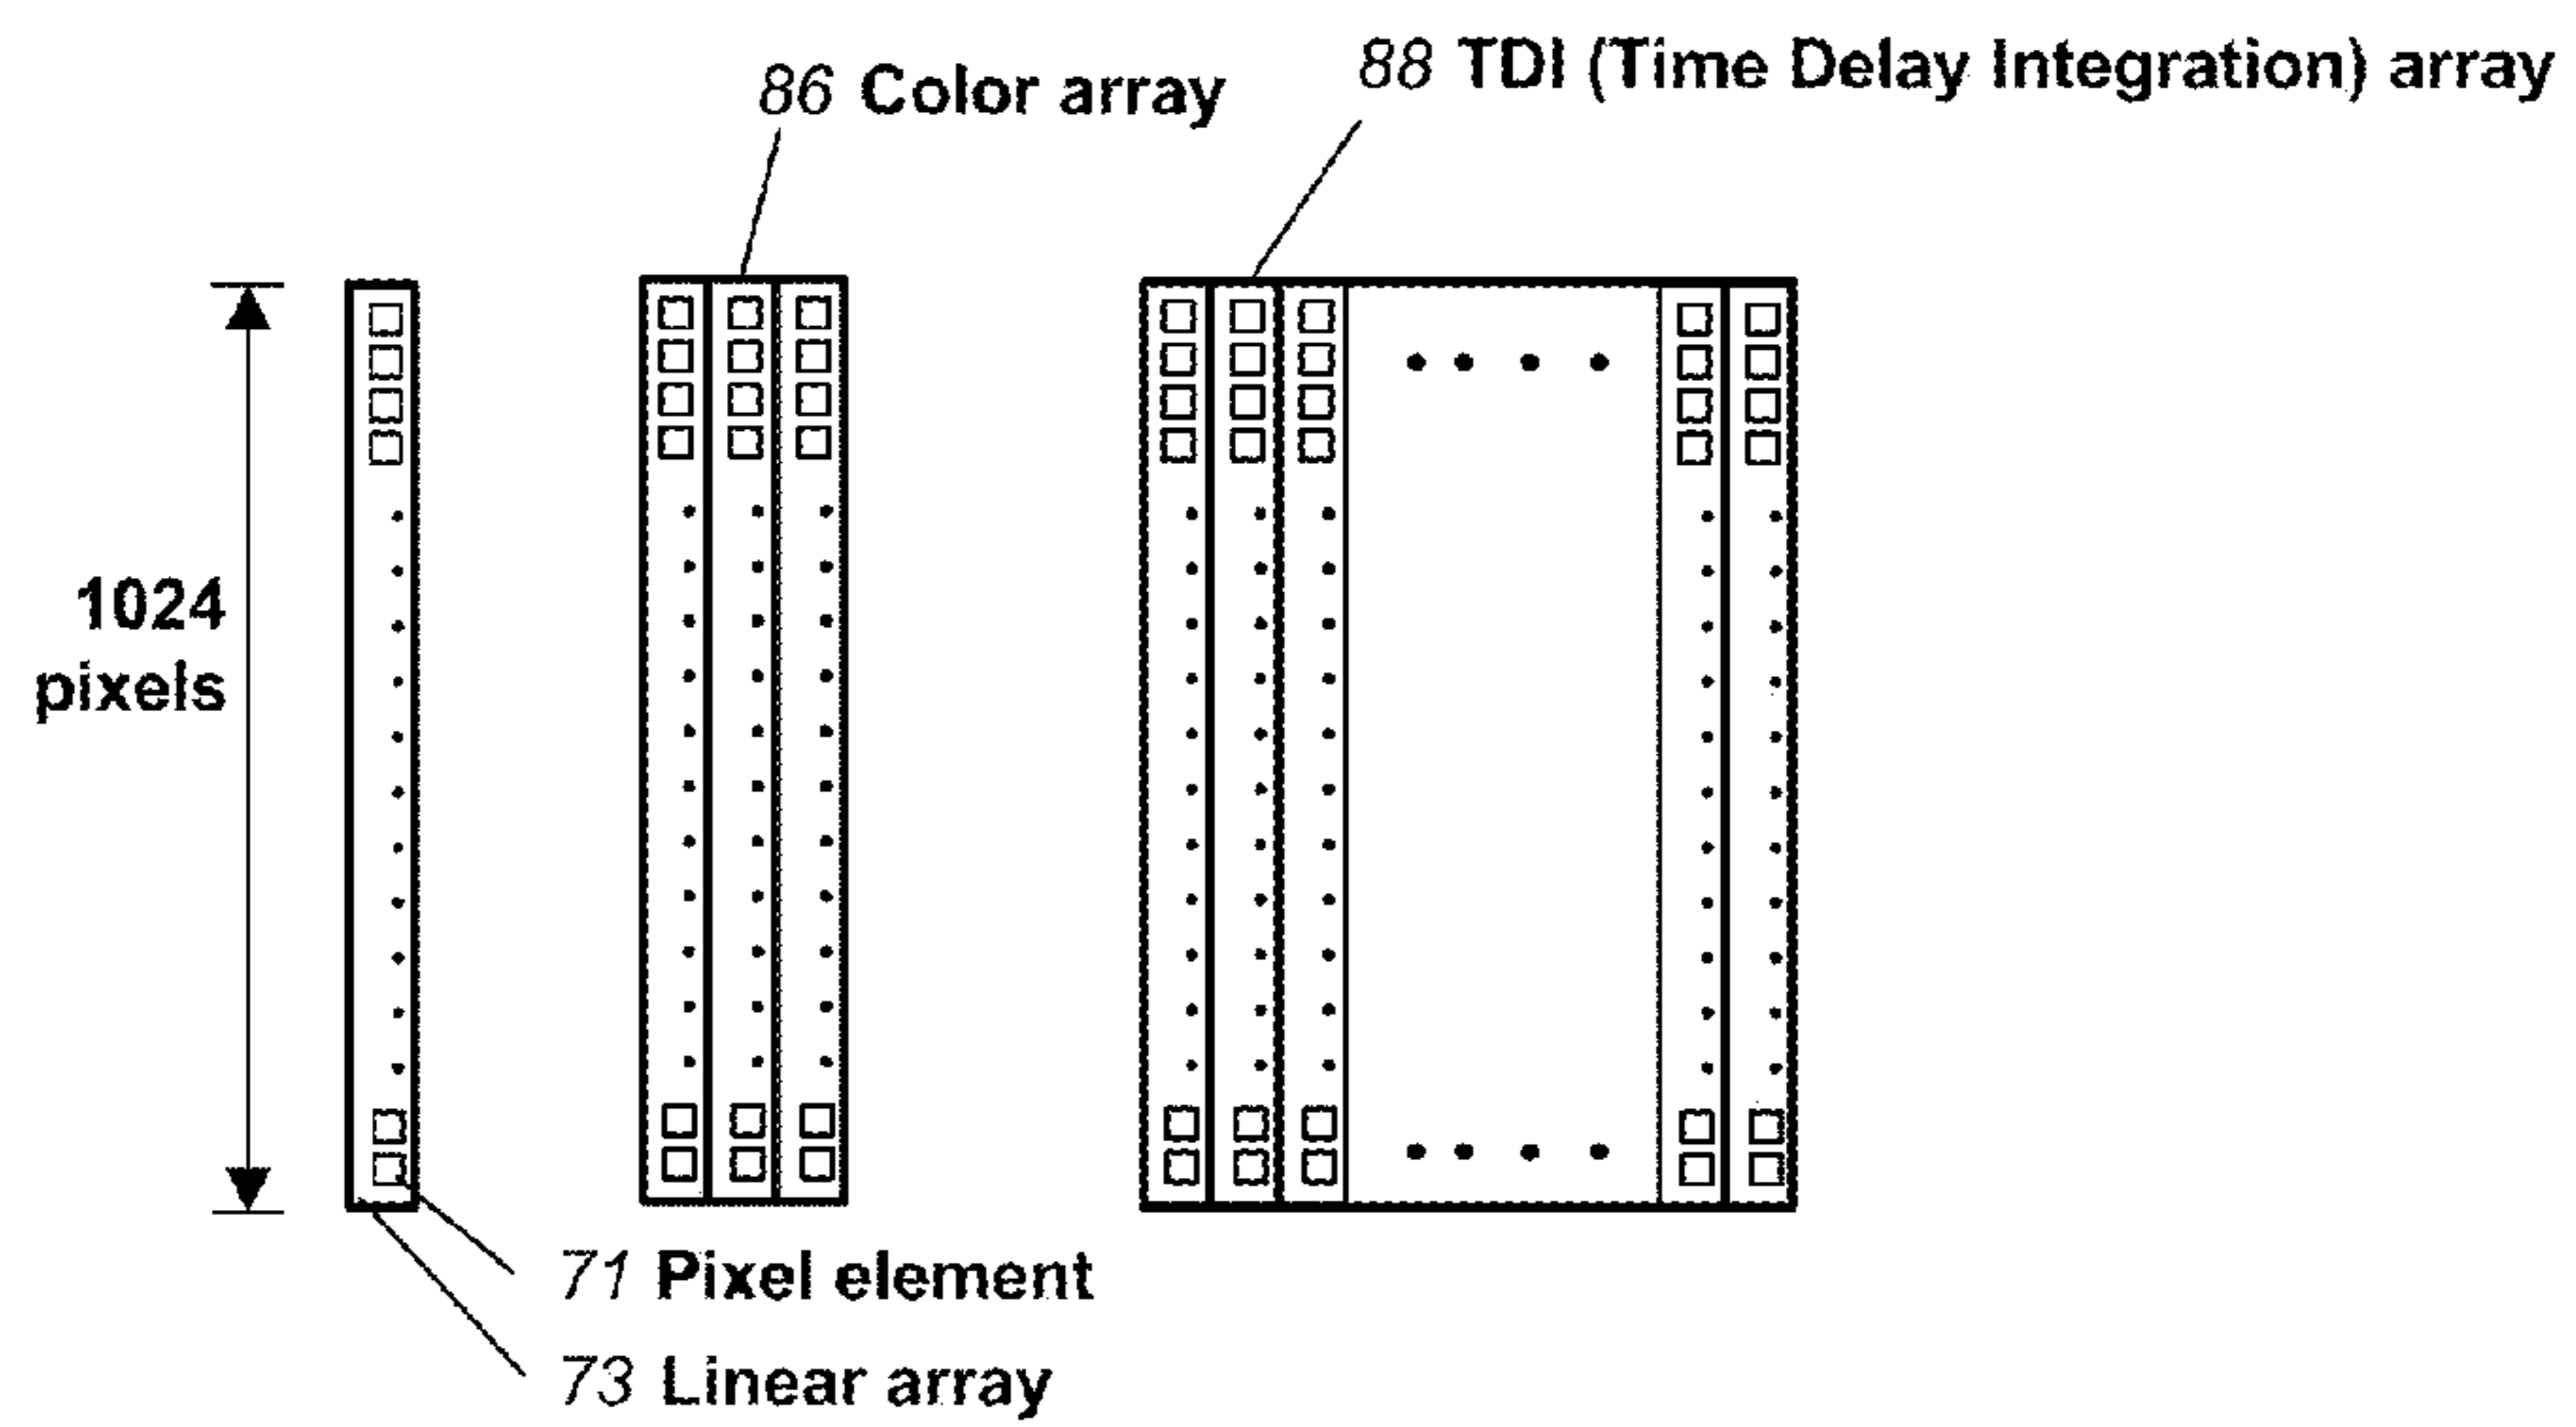 86 Color array
88 TDI (Time Delay Integration) array
1024
pixels
71 Pixel element
73 Linear array